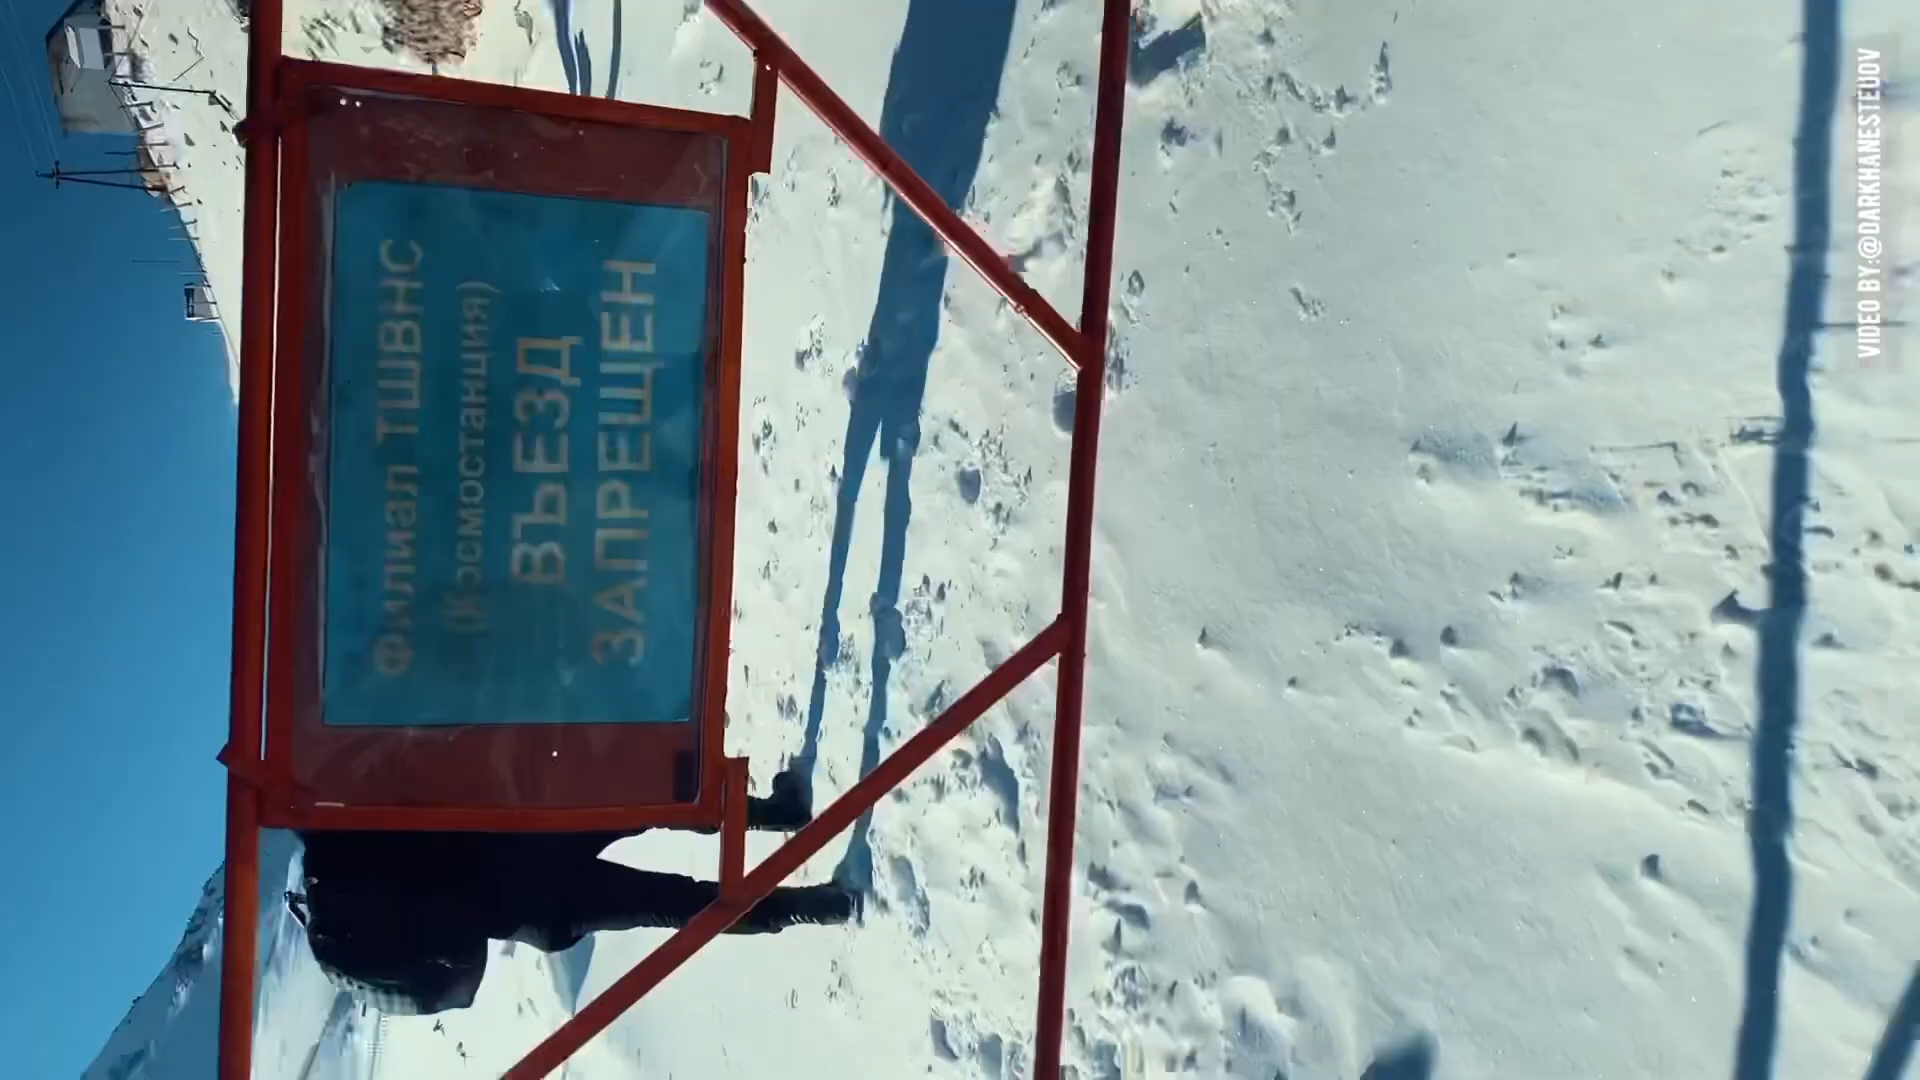 Филиал ТШВНС
(Космостанция)
ВЪЕЗД
ЗАПРЕЩЕН
VIDEO BY:@DARKHANESTEUOV